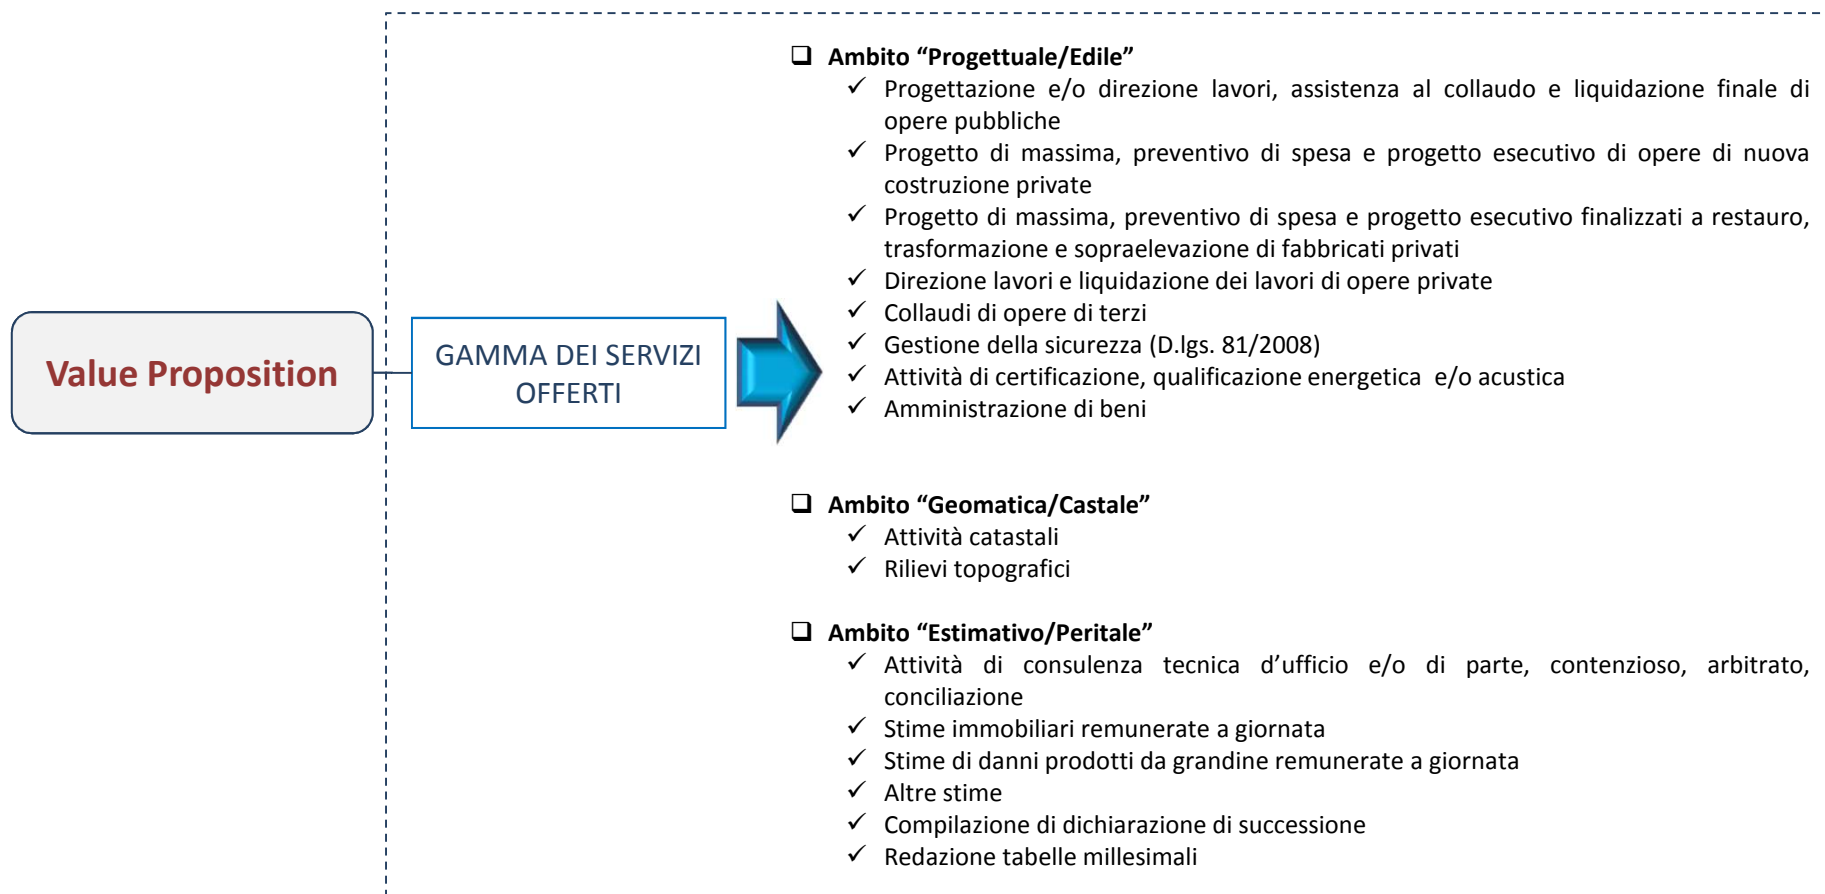 Value Proposition
GAMMA DEI SERVIZI
OFFERTI
❑ Ambito “Progettuale/Edile”
✓ Progettazione e/o direzione lavori, assistenza al collaudo e liquidazione finale di
opere pubbliche
✓ Progetto di massima, preventivo di spesa e progetto esecutivo di opere di nuova
costruzione private
✓ Progetto di massima, preventivo di spesa e progetto esecutivo finalizzati a restauro,
trasformazione e sopraelevazione di fabbricati privati
✓ Direzione lavori e liquidazione dei lavori di opere private
✓ Collaudi di opere di terzi
✓ Gestione della sicurezza (D.lgs. 81/2008)
✓ Attività di certificazione, qualificazione energetica e/o acustica
✓ Amministrazione di beni
❑ Ambito “Geomatica/Castale”
✓ Attività catastali
✓ Rilievi topografici
❑ Ambito “Estimativo/Peritale”
✓ Attività di consulenza tecnica d’ufficio e/o di parte, contenzioso, arbitrato,
conciliazione
✓ Stime immobiliari remunerate a giornata
✓ Stime di danni prodotti da grandine remunerate a giornata
✓ Altre stime
✓ Compilazione di dichiarazione di successione
✓ Redazione tabelle millesimali